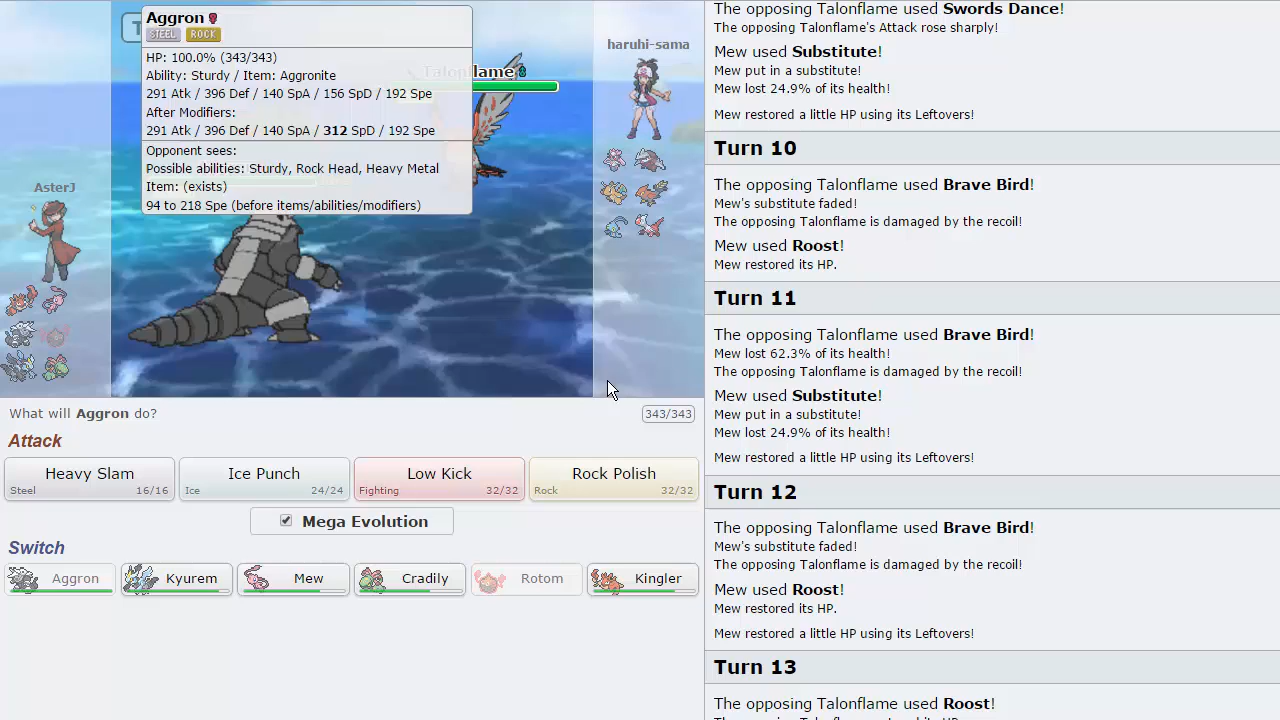 Aggron
STEEL ROCK
HP: 100.0% (343/343)
Ability: Sturdy / Item: Aggronite
291 Atk / 396 Def / 140 SpA / 156 SpD / 192 Spe
After Modifiers:
291 Atk / 396 Def / 140 SpA / 312 SpD / 192 Spe
Opponent sees:
Possible abilities: Sturdy, Rock Head, Heavy Metal
Item: (exists)
94 to 218 Spe (before items/abilities/modifiers)
Talonflame
haruhi-sama
AsterJ
What will Aggron do?
343/343
Attack
Heavy Slam
Steel 16/16
Ice Punch
Ice 24/24
Low Kick
Fighting 32/32
Rock Polish
Rock 32/32
Mega Evolution
Switch
Aggron
Kyurem
Mew
Cradily
Rotom
Kingler
The opposing Talonflame used Swords Dance!
The opposing Talonflame's Attack rose sharply!
Mew used Substitute!
Mew put in a substitute!
Mew lost 24.9% of its health!
Mew restored a little HP using its Leftovers!
Turn 10
The opposing Talonflame used Brave Bird!
Mew's substitute faded!
The opposing Talonflame is damaged by the recoil!
Mew used Roost!
Mew restored its HP.
Turn 11
The opposing Talonflame used Brave Bird!
Mew lost 62.3% of its health!
The opposing Talonflame is damaged by the recoil!
Mew used Substitute!
Mew put in a substitute!
Mew lost 24.9% of its health!
Mew restored a little HP using its Leftovers!
Turn 12
The opposing Talonflame used Brave Bird!
Mew's substitute faded!
The opposing Talonflame is damaged by the recoil!
Mew used Roost!
Mew restored its HP.
Mew restored a little HP using its Leftovers!
Turn 13
The opposing Talonflame used Roost!